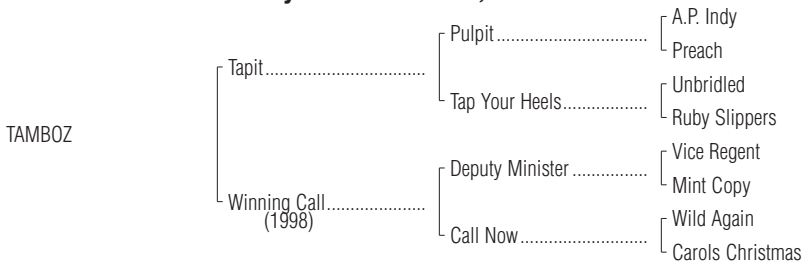 A.P. Indy
Pulpit
Preach
Tapit
Unbridled
Tap Your Heels
Ruby Slippers
TAMBOZ
Vice Regent
Deputy Minister
Mint Copy
Winning Call
(1998)
Wild Again
Call Now
Carols Christmas